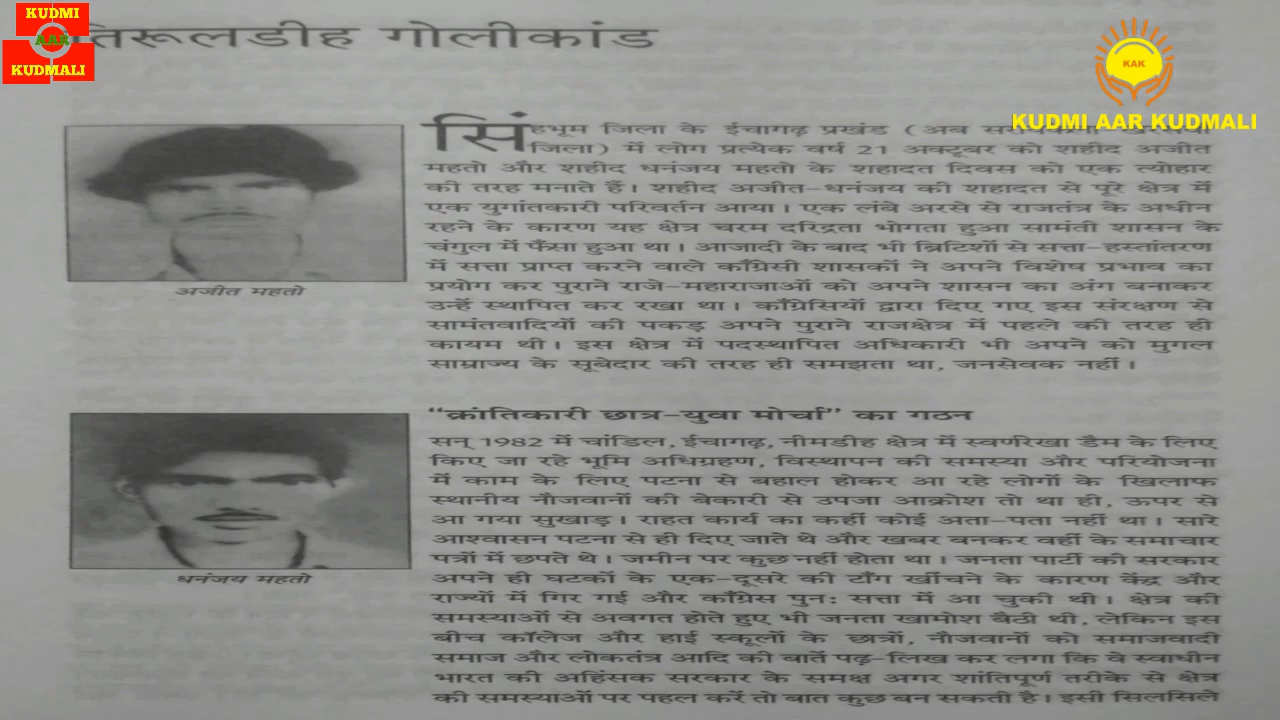 KUDMI
AAR
KUDMALI
KAK
KUDMI AAR KUDMALI
तिरूलडीह गोलीकांड
सिंहभूम जिला के ईचागढ़ प्रखंड (अब
जिला) में लोग प्रत्येक वर्ष 21 अक्टूबर को शहीद अजीत
महतो और शहीद धनंजय महतो के शहादत दिवस को एक त्योहार
की तरह मनाते हैं। शहीद अजीत-धनंजय की शहादत से पूरे क्षेत्र में
एक युगांतकारी परिवर्तन आया। एक लंबे अरसे से राजतंत्र के अधीन
रहने के कारण यह क्षेत्र चरम दरिद्रता भोगता हुआ सामंती शासन के
चंगुल में फँसा हुआ था। आजादी के बाद भी ब्रिटिशों से सत्ता-हस्तांतरण
में सत्ता प्राप्त करने वाले काँग्रेसी शासकों ने अपने विशेष प्रभाव का
प्रयोग कर पुराने राजे-महाराजाओं को अपने शासन का अंग बनाकर
उन्हें स्थापित कर रखा था। काँग्रेसियों द्वारा दिए गए इस संरक्षण से
सामंतवादियों की पकड़ अपने पुराने राजक्षेत्र में पहले की तरह ही
कायम थी। इस क्षेत्र में पदस्थापित अधिकारी भी अपने को मुगल
साम्राज्य के सूबेदार की तरह ही समझता था, जनसेवक नहीं।
अजीत महतो
"क्रांतिकारी छात्र-युवा मोर्चा" का गठन
सन् 1982 में चांडिल, ईचागढ़, नीमडीह क्षेत्र में स्वर्णरेखा डैम के लिए
किए जा रहे भूमि अधिग्रहण, विस्थापन की समस्या और परियोजना
में काम के लिए पटना से बहाल होकर आ रहे लोगों के खिलाफ
स्थानीय नौजवानों की बेकारी से उपजा आक्रोश तो था ही, ऊपर से
आ गया सुखाड़। राहत कार्य का कहीं कोई अता-पता नहीं था। सारे
आश्वासन पटना से ही दिए जाते थे और खबर बनकर वहीं के समाचार
पत्रों में छपते थे। जमीन पर कुछ नहीं होता था। जनता पार्टी की सरकार
अपने ही घटकों के एक-दूसरे की टाँग खींचने के कारण केंद्र और
राज्यों में गिर गई और काँग्रेस पुन: सत्ता में आ चुकी थी। क्षेत्र की
समस्याओं से अवगत होते हुए भी जनता खामोश बैठी थी, लेकिन इस
बीच कॉलेज और हाई स्कूलों के छात्रों, नौजवानों को समाजवादी
समाज और लोकतंत्र आदि की बातें पढ़-लिख कर लगा कि वे स्वाधीन
भारत की अहिंसक सरकार के समक्ष अगर शांतिपूर्ण तरीके से क्षेत्र
की समस्याओं पर पहल करें तो बात कुछ बन सकती है। इसी सिलसिले
धनंजय महतो